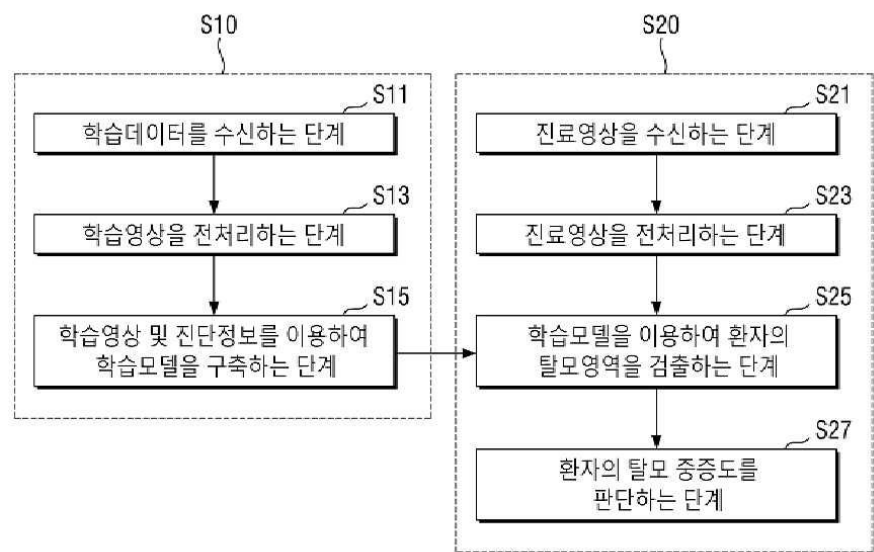 S10
S11
학습데이터를 수신하는 단계
S13
학습영상을 전처리하는 단계
S15
학습영상 및 진단정보를 이용하여
학습모델을 구축하는 단계
S20
S21
진료영상을 수신하는 단계
S23
진료영상을 전처리하는 단계
S25
학습모델을 이용하여 환자의
탈모영역을 검출하는 단계
S27
환자의 탈모 중증도를
판단하는 단계